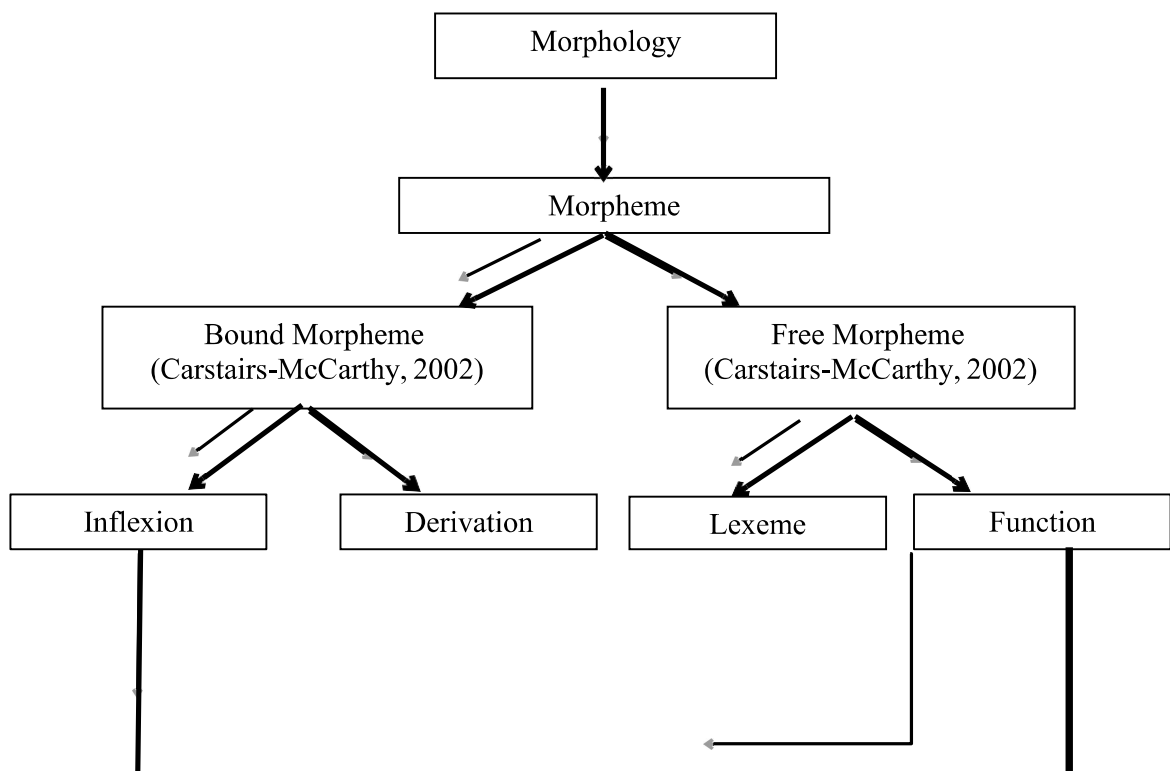 Morphology
Morpheme
Bound Morpheme
(Carstairs-McCarthy, 2002)
Free Morpheme
(Carstairs-McCarthy, 2002)
Inflexion
Derivation
Lexeme
Function